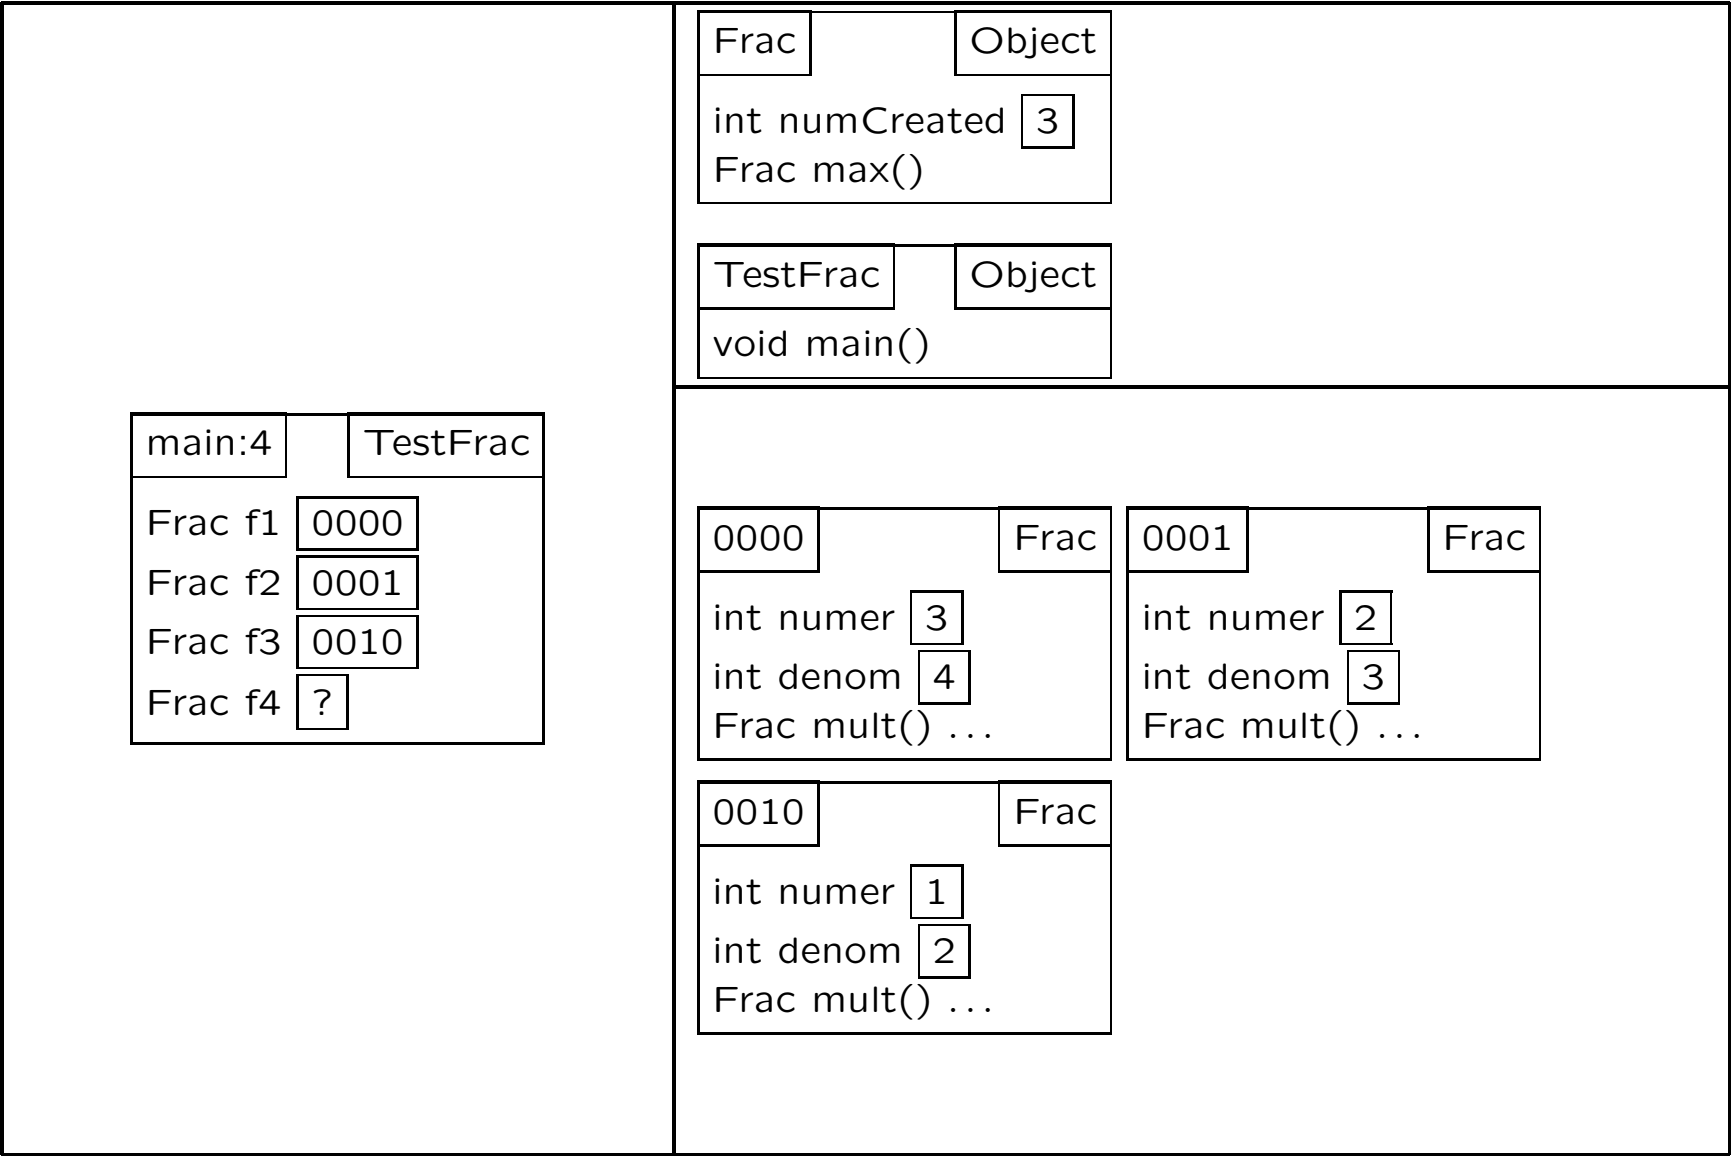 main:4 TestFrac
Frac f1 0000
Frac f2 0001
Frac f3 0010
Frac f4 ?
Frac Object
int numCreated 3
Frac max()
TestFrac Object
void main()
0000 Frac
int numer 3
int denom 4
Frac mult() ...
0001 Frac
int numer 2
int denom 3
Frac mult() ...
0010 Frac
int numer 1
int denom 2
Frac mult() ...